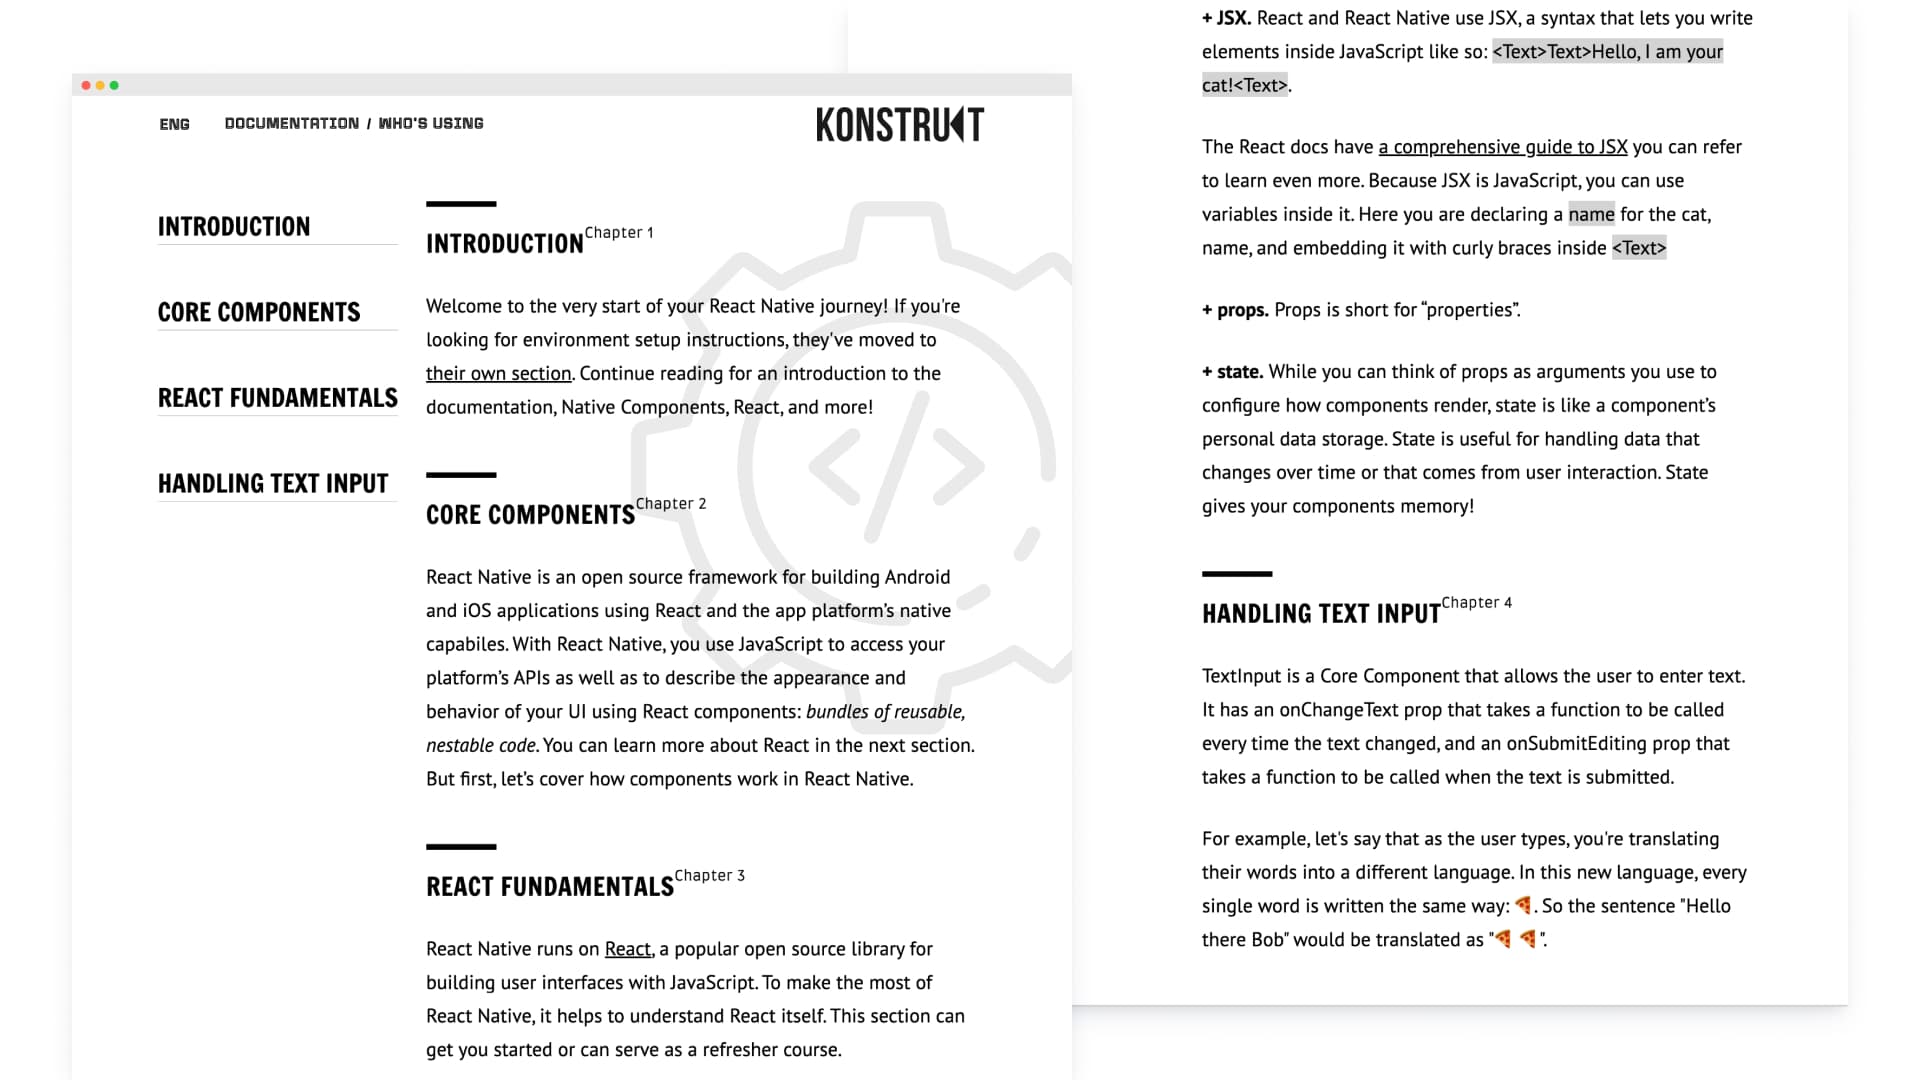 ENG
DOCUMENTATION / WHO'S USING
KONSTRUKT
INTRODUCTION
CORE COMPONENTS
REACT FUNDAMENTALS
HANDLING TEXT INPUT
INTRODUCTION Chapter 1
Welcome to the very start of your React Native journey! If you're
looking for environment setup instructions, they've moved to
their own section. Continue reading for an introduction to the
documentation, Native Components, React, and more!
CORE COMPONENTS Chapter 2
React Native is an open source framework for building Android
and iOS applications using React and the app platform’s native
capabiles. With React Native, you use JavaScript to access your
platform’s APIs as well as to describe the appearance and
behavior of your UI using React components: bundles of reusable,
nestable code. You can learn more about React in the next section.
But first, let’s cover how components work in React Native.
REACT FUNDAMENTALS Chapter 3
React Native runs on React, a popular open source library for
building user interfaces with JavaScript. To make the most of
React Native, it helps to understand React itself. This section can
get you started or can serve as a refresher course.
+ JSX. React and React Native use JSX, a syntax that lets you write
elements inside JavaScript like so: <Text>Text>Hello, I am your
cat!<Text>.
The React docs have a comprehensive guide to JSX you can refer
to learn even more. Because JSX is JavaScript, you can use
variables inside it. Here you are declaring a name for the cat,
name, and embedding it with curly braces inside <Text>
+ props. Props is short for “properties”.
+ state. While you can think of props as arguments you use to
configure how components render, state is like a component’s
personal data storage. State is useful for handling data that
changes over time or that comes from user interaction. State
gives your components memory!
HANDLING TEXT INPUT Chapter 4
TextInput is a Core Component that allows the user to enter text.
It has an onChangeText prop that takes a function to be called
every time the text changed, and an onSubmitEditing prop that
takes a function to be called when the text is submitted.
For example, let's say that as the user types, you're translating
their words into a different language. In this new language, every
single word is written the same way: 🍕. So the sentence "Hello
there Bob" would be translated as "🍕 🍕 ".